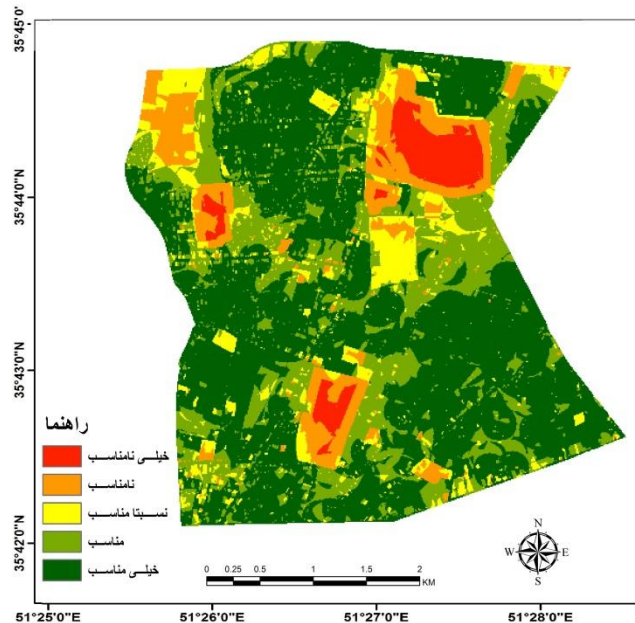 35°45'0"
35°44'0"N
35°43'0"N
35°42'0"N
راهنما
خیلی نامناسب
نامناسب
نسبتا مناسب
مناسب
خیلی مناسب
N
W E
S
0 0.25 0.5 1 1.5 2
KM
51°25'0"E 51°26'0"E 51°27'0"E 51°28'0"E